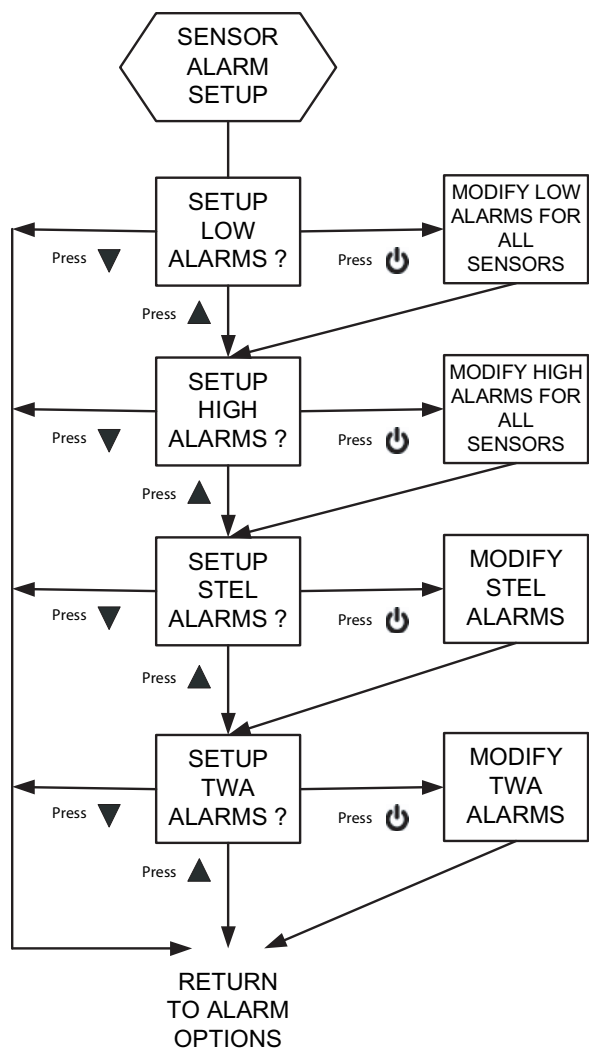 SENSOR
ALARM
SETUP
SETUP
LOW
ALARMS ?
MODIFY LOW
ALARMS FOR
ALL
SENSORS
Press
Press
Press
SETUP
HIGH
ALARMS ?
MODIFY HIGH
ALARMS FOR
ALL
SENSORS
Press
Press
Press
SETUP
STEL
ALARMS ?
MODIFY
STEL
ALARMS
Press
Press
Press
SETUP
TWA
ALARMS ?
MODIFY
TWA
ALARMS
Press
Press
Press
RETURN
TO ALARM
OPTIONS